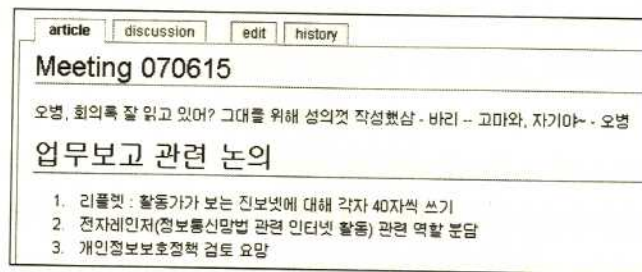 article discussion edit history
Meeting 070615
오병, 회의록 잘 읽고 있어? 그대를 위해 성의껏 작성했삼 - 바리 -- 고마와, 자기야~ - 오병
업무보고 관련 논의
1. 리플렛 : 활동가가 보는 진보넷에 대해 각자 40자씩 쓰기
2. 전자레인저(정보통신망법 관련 인터넷 활동) 관련 역할 분담
3. 개인정보보호정책 검토 요망